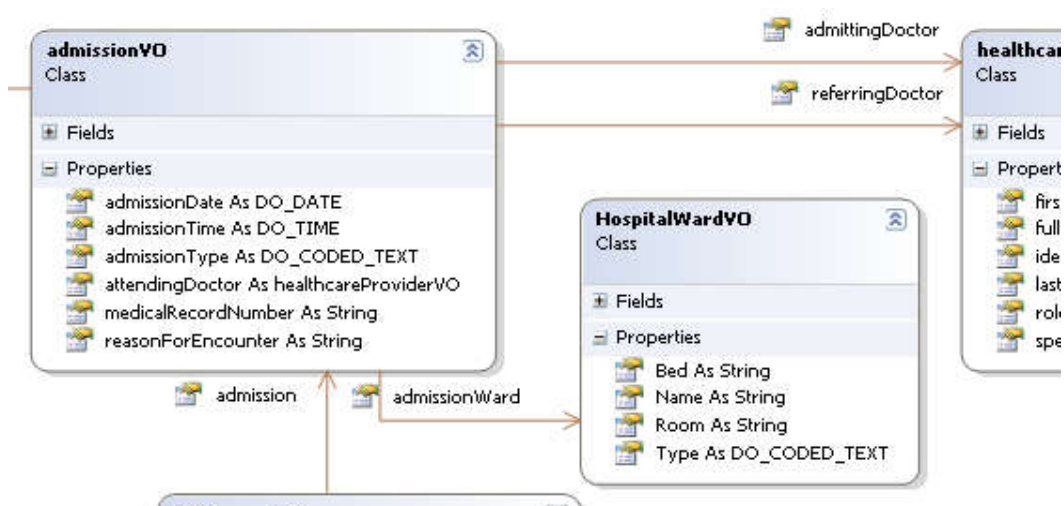 admissionVO
Class
Fields
Properties
admissionDate As DO_DATE
admissionTime As DO_TIME
admissionType As DO_CODED_TEXT
attendingDoctor As healthcareProviderVO
medicalRecordNumber As String
reasonForEncounter As String
admittingDoctor
referringDoctor
Class
Fields
admission
admissionWard
HospitalWardVO
Class
Fields
Properties
Bed As String
Name As String
Room As String
Type As DO_CODED_TEXT